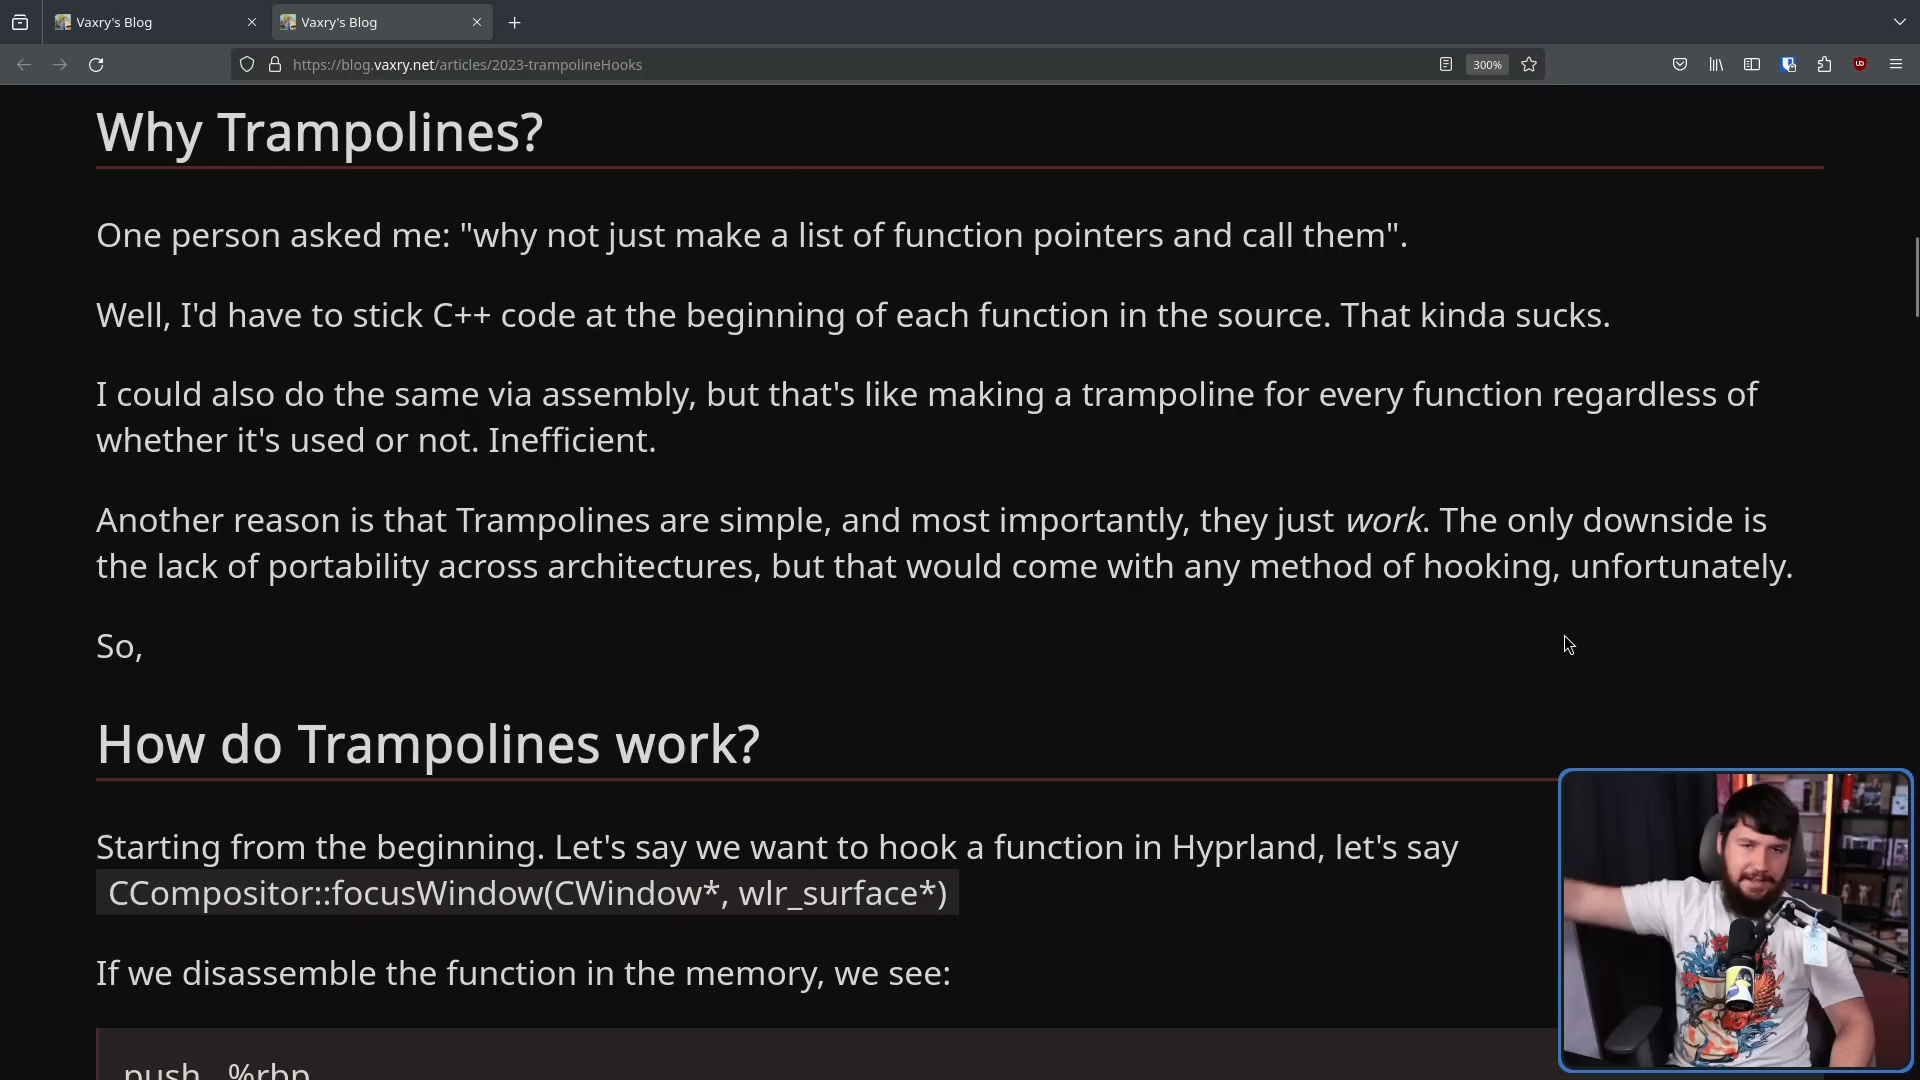 Vaxry's Blog
Vaxry's Blog
https://blog.vaxry.net/articles/2023-trampolineHooks
300%
Why Trampolines?
One person asked me: "why not just make a list of function pointers and call them".
Well, I'd have to stick C++ code at the beginning of each function in the source. That kinda sucks.
I could also do the same via assembly, but that's like making a trampoline for every function regardless of
whether it's used or not. Inefficient.
Another reason is that Trampolines are simple, and most importantly, they just work. The only downside is
the lack of portability across architectures, but that would come with any method of hooking, unfortunately.
So,
How do Trampolines work?
Starting from the beginning. Let's say we want to hook a function in Hyprland, let's say
CCompositor::focusWindow(CWindow*, wlr_surface*)
If we disassemble the function in the memory, we see:
push %rbp